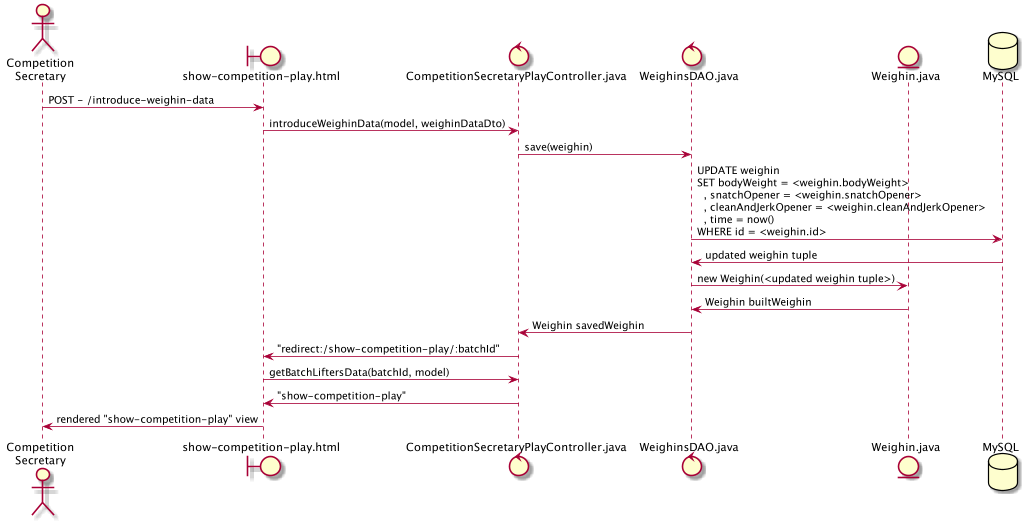 Competition
Secretary
show-competition-play.html
CompetitionSecretaryPlayController.java
WeighinsDAO.java
Weighin.java
MySQL
POST - /introduce-weighin-data
introduceWeighinData(model, weighinDataDto)
save(weighin)
UPDATE weighin
SET bodyWeight = <weighin.bodyWeight>
, snatchOpener = <weighin.snatchOpener>
, cleanAndJerkOpener = <weighin.cleanAndJerkOpener>
, time = now()
WHERE id = <weighin.id>
updated weighin tuple
new Weighin(<updated weighin tuple>)
Weighin builtWeighin
Weighin savedWeighin
"redirect:/show-competition-play/:batchId"
getBatchLiftersData(batchId, model)
"show-competition-play"
rendered "show-competition-play" view
Competition
Secretary
show-competition-play.html
CompetitionSecretaryPlayController.java
WeighinsDAO.java
Weighin.java
MySQL